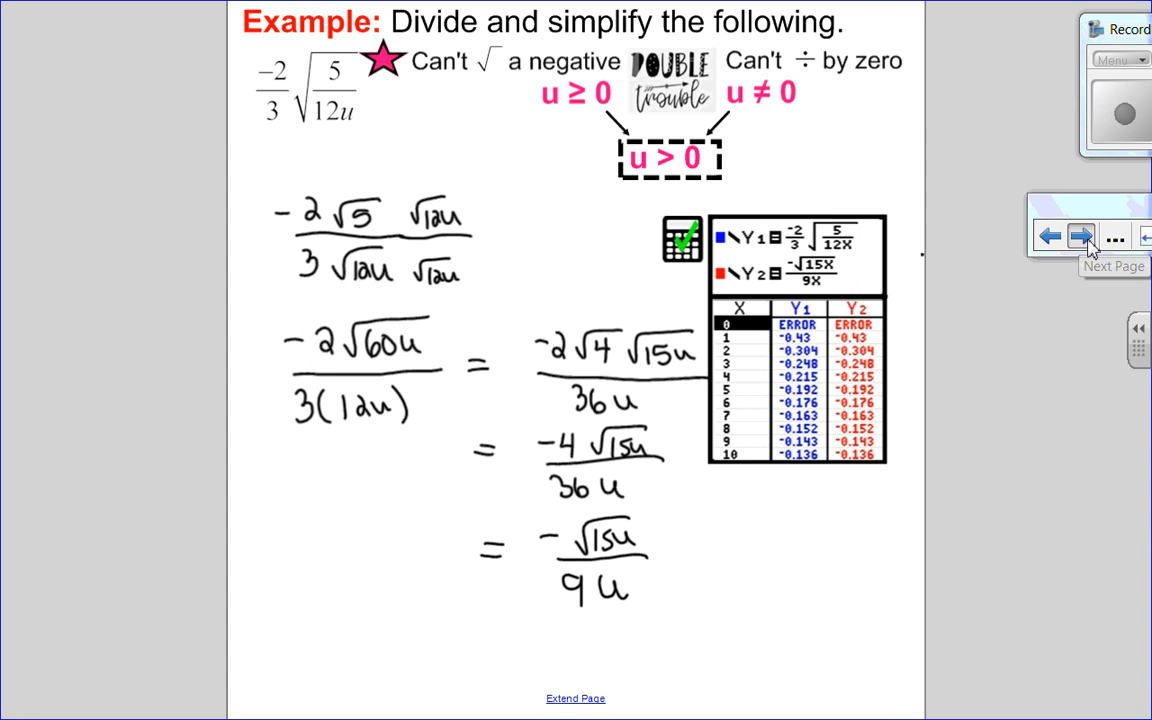 Example: Divide and simplify the following.
-2/3 √(5/12u) Can't √ a negative DOUBLE trouble Can't ÷ by zero
u ≥ 0 u ≠ 0
u > 0
-2√5 √12u / 3√12u √12u
-2√60u / 3(12u) = -2√4 √15u / 36u
= -4√15u / 36u
= -√15u / 9u
\Y1=-2/3 √(5/12X)
\Y2=-√15X / 9X
X Y1 Y2
0 ERROR ERROR
1 -0.43 -0.43
2 -0.304 -0.304
3 -0.248 -0.248
4 -0.215 -0.215
5 -0.192 -0.192
6 -0.176 -0.176
7 -0.163 -0.163
8 -0.152 -0.152
9 -0.143 -0.143
10 -0.136 -0.136
Record
Menu
...
Next Page
Extend Page